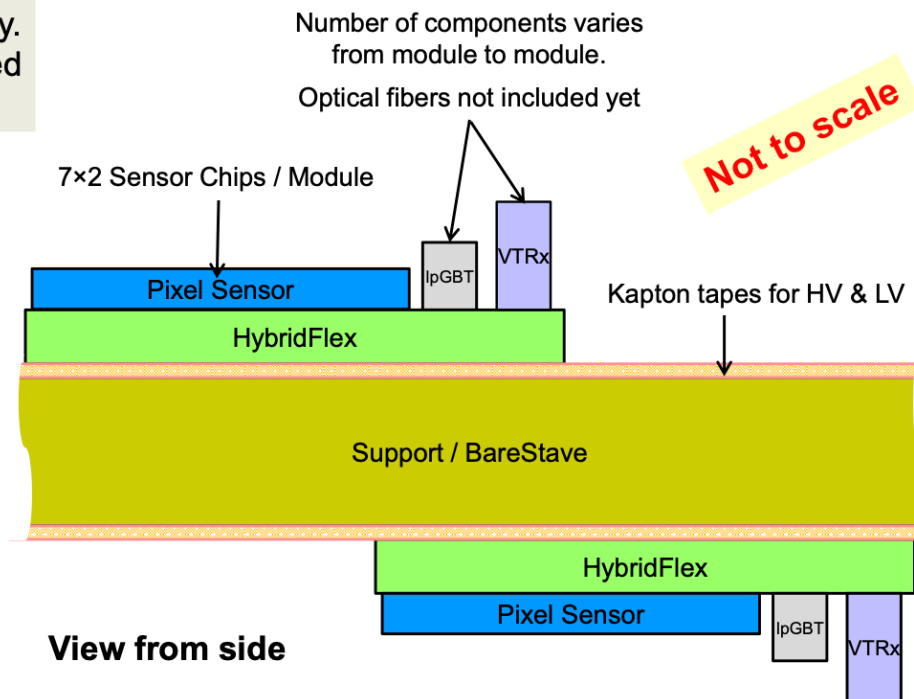 y.
ed
Number of components varies
from module to module.
Optical fibers not included yet
Not to scale
7×2 Sensor Chips / Module
lpGBT
VTRx
Pixel Sensor
Kapton tapes for HV & LV
HybridFlex
Support / BareStave
HybridFlex
Pixel Sensor
lpGBT
VTRx
View from side